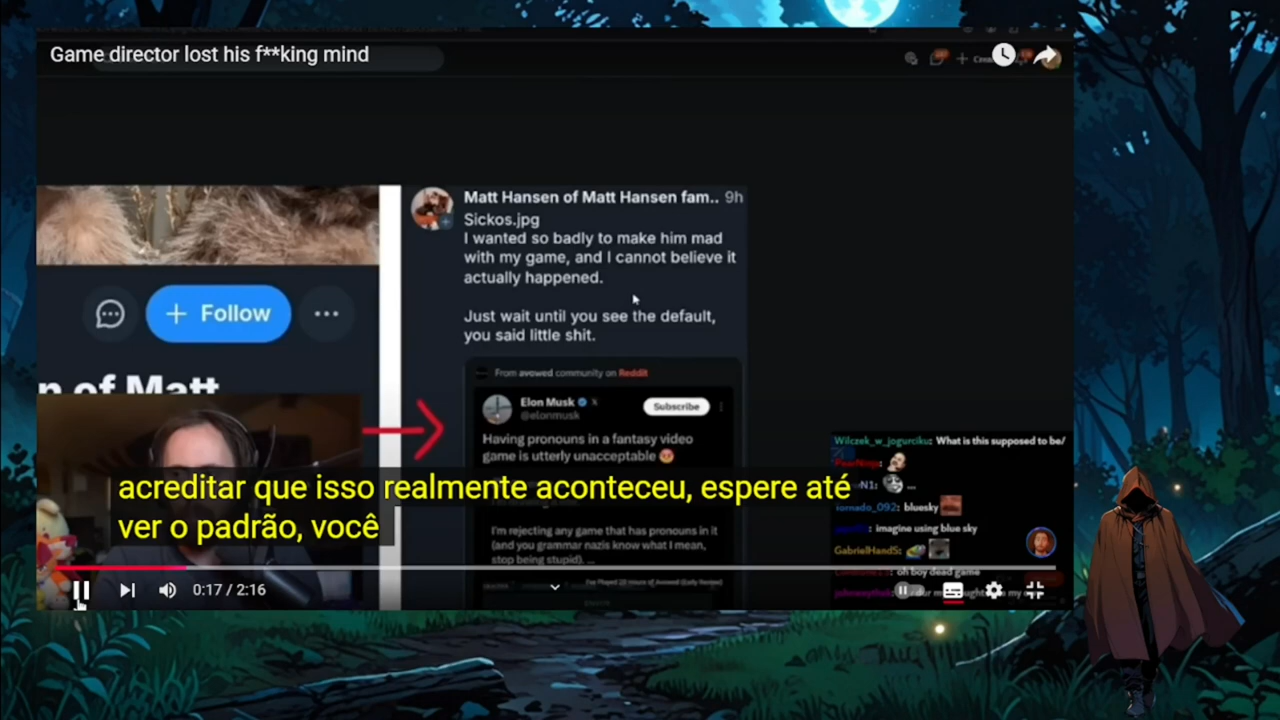 Game director lost his f**king mind
Matt Hansen of Matt Hansen fam.. 9h
Sickos.jpg
I wanted so badly to make him mad
with my game, and I cannot believe it
actually happened.
Just wait until you see the default,
you said little shit.
+ Follow
n of Matt
From avowed community on Reddit
Elon Musk
@elonmusk
Subscribe
Having pronouns in a fantasy video
game is utterly unacceptable
I'm rejecting any game that has pronouns in it
(and you grammar nazis know what I mean,
stop being stupid). ...
acreditar que isso realmente aconteceu, espere até
ver o padrão, você
Wilczek_w_jogurciku: What is this supposed to be/
N1: ...
tornado_092: bluesky
imagine using blue sky
GabrielHandS:
oh boy dead game
0:17 / 2:16